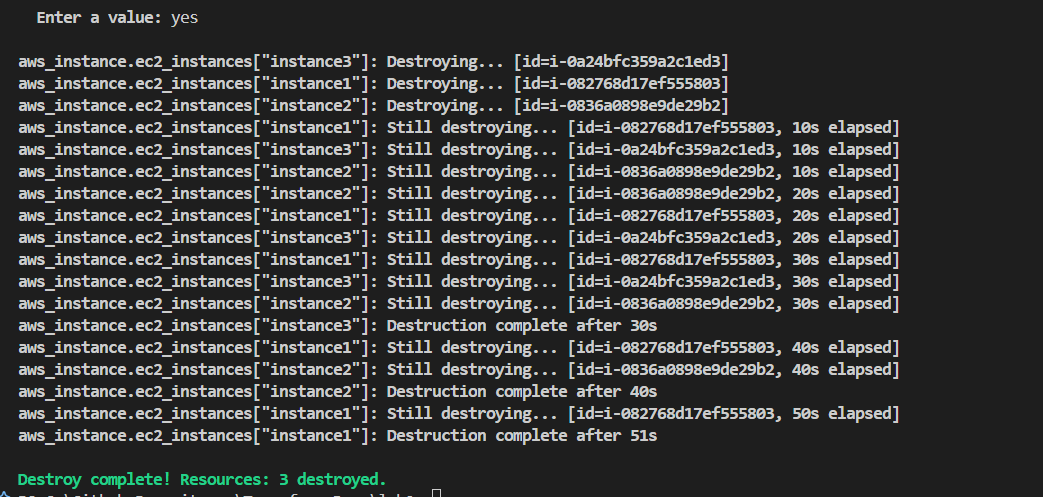 Enter a value: yes
aws_instance.ec2_instances["instance3"]: Destroying... [id=i-0a24bfc359a2c1ed3]
aws_instance.ec2_instances["instance1"]: Destroying... [id=i-082768d17ef555803]
aws_instance.ec2_instances["instance2"]: Destroying... [id=i-0836a0898e9de29b2]
aws_instance.ec2_instances["instance1"]: Still destroying... [id=i-082768d17ef555803, 10s elapsed]
aws_instance.ec2_instances["instance3"]: Still destroying... [id=i-0a24bfc359a2c1ed3, 10s elapsed]
aws_instance.ec2_instances["instance2"]: Still destroying... [id=i-0836a0898e9de29b2, 10s elapsed]
aws_instance.ec2_instances["instance2"]: Still destroying... [id=i-0836a0898e9de29b2, 20s elapsed]
aws_instance.ec2_instances["instance1"]: Still destroying... [id=i-082768d17ef555803, 20s elapsed]
aws_instance.ec2_instances["instance3"]: Still destroying... [id=i-0a24bfc359a2c1ed3, 20s elapsed]
aws_instance.ec2_instances["instance1"]: Still destroying... [id=i-082768d17ef555803, 30s elapsed]
aws_instance.ec2_instances["instance3"]: Still destroying... [id=i-0a24bfc359a2c1ed3, 30s elapsed]
aws_instance.ec2_instances["instance2"]: Still destroying... [id=i-0836a0898e9de29b2, 30s elapsed]
aws_instance.ec2_instances["instance3"]: Destruction complete after 30s
aws_instance.ec2_instances["instance1"]: Still destroying... [id=i-082768d17ef555803, 40s elapsed]
aws_instance.ec2_instances["instance2"]: Still destroying... [id=i-0836a0898e9de29b2, 40s elapsed]
aws_instance.ec2_instances["instance2"]: Destruction complete after 40s
aws_instance.ec2_instances["instance1"]: Still destroying... [id=i-082768d17ef555803, 50s elapsed]
aws_instance.ec2_instances["instance1"]: Destruction complete after 51s
Destroy complete! Resources: 3 destroyed.